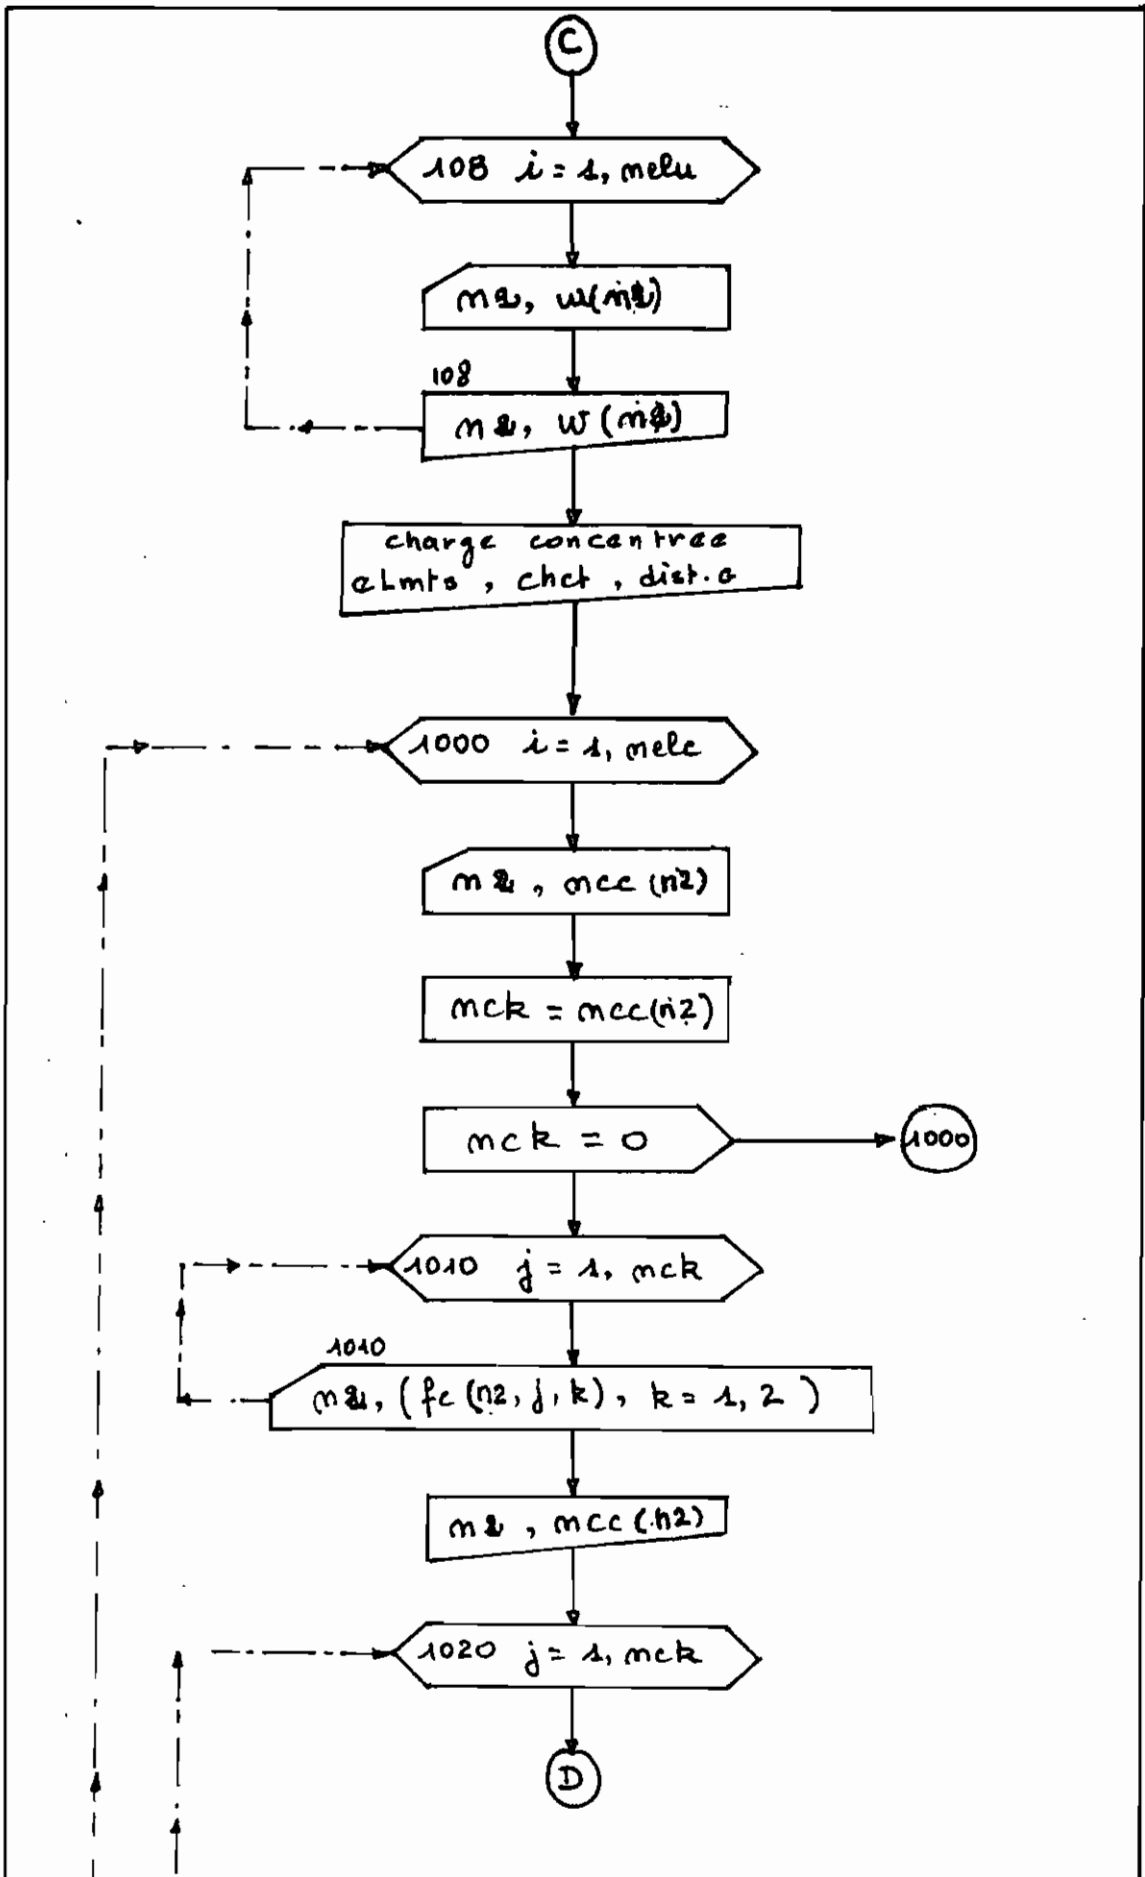 C
108 i = 1, nelu
n2, w(n2)
108
n2, w(n2)
charge concentree
elmts, chct, dist.a
1000 i = 1, nelc
n2, ncc (n2)
nck = ncc(n2)
nck = 0
1000
1010 j = 1, nck
1010
n2, (fc (n2, j, k), k = 1, 2)
n2, ncc (n2)
1020 j = 1, nck
D